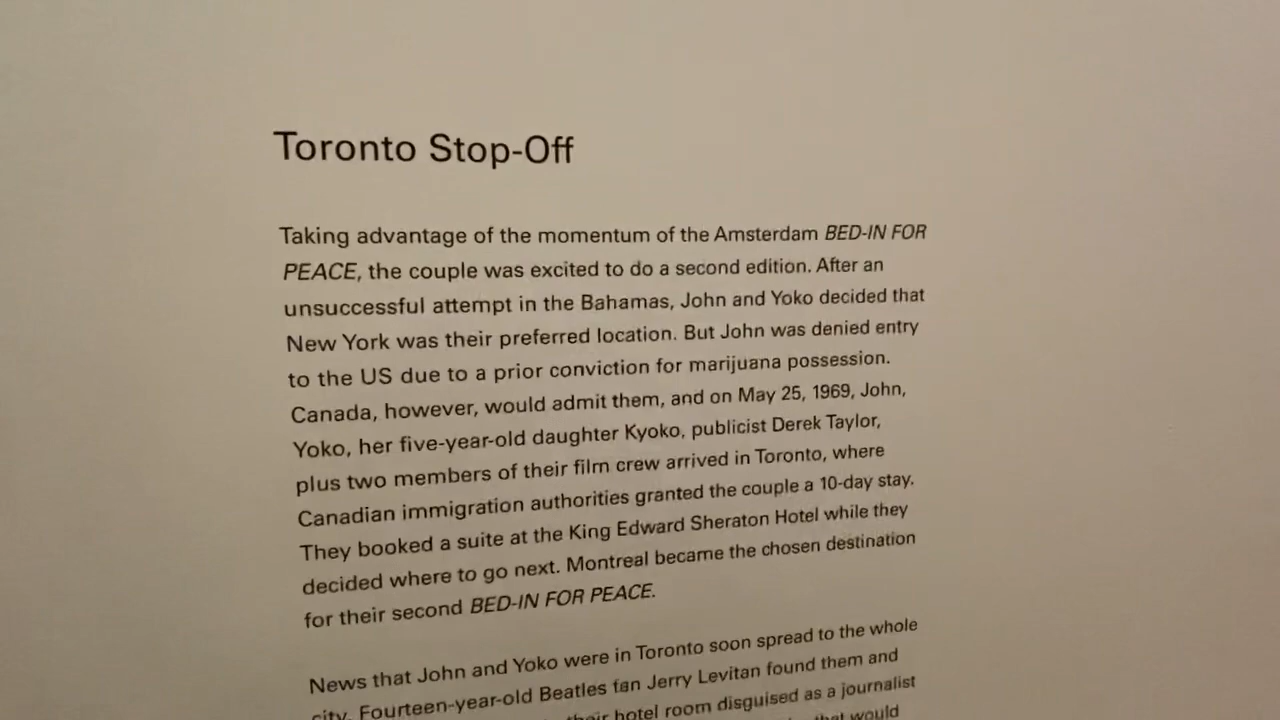 Toronto Stop-Off
Taking advantage of the momentum of the Amsterdam BED-IN FOR
PEACE, the couple was excited to do a second edition. After an
unsuccessful attempt in the Bahamas, John and Yoko decided that
New York was their preferred location. But John was denied entry
to the US due to a prior conviction for marijuana possession.
Canada, however, would admit them, and on May 25, 1969, John,
Yoko, her five-year-old daughter Kyoko, publicist Derek Taylor,
plus two members of their film crew arrived in Toronto, where
Canadian immigration authorities granted the couple a 10-day stay.
They booked a suite at the King Edward Sheraton Hotel while they
decided where to go next. Montreal became the chosen destination
for their second BED-IN FOR PEACE.
News that John and Yoko were in Toronto soon spread to the whole
city. Fourteen-year-old Beatles fan Jerry Levitan found them and
their hotel room disguised as a journalist
that would